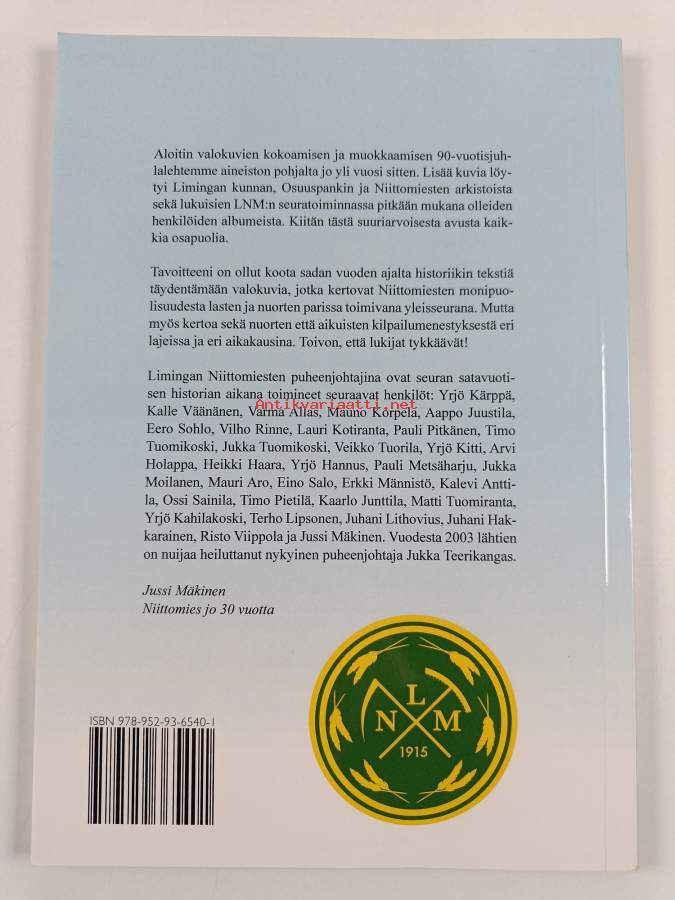 Aloitin valokuvien kokoamisen ja muokkaamisen 90-vuotisjuh-
lalehtemme aineiston pohjalta jo yli vuosi sitten. Lisää kuvia löy-
tyi Limingan kunnan, Osuuspankin ja Niittomiesten arkistoista
sekä lukuisien LNM:n seuratoiminnassa pitkään mukana olleiden
henkilöiden albumeista. Kiitän tästä suuriarvoisesta avusta kaik-
kia osapuolia.
Tavoitteeni on ollut koota sadan vuoden ajalta historiikin tekstiä
täydentämään valokuvia, jotka kertovat Niittomiesten monipuo-
lisuudesta lasten ja nuorten parissa toimivana yleisseurana. Mutta
myös kertoa sekä nuorten että aikuisten kilpailumenestyksestä eri
lajeissa ja eri aikakausina. Toivon, että lukijat tykkäävät!
Limingan Niittomiesten puheenjohtajina ovat seuran satavuoti-
sen historian aikana toimineet seuraavat henkilöt: Yrjö Kärppä,
Antikvariaatti.net
Kalle Väänänen, Varma Alias, Mauno Korpela, Aappo Juustila,
Eero Sohlo, Vilho Rinne, Lauri Kotiranta, Pauli Pitkänen, Timo
Tuomikoski, Jukka Tuomikoski, Veikko Tuorila, Yrjö Kitti, Arvi
Holappa, Heikki Haara, Yrjö Hannus, Pauli Metsäharju, Jukka
Moilanen, Mauri Aro, Eino Salo, Erkki Männistö, Kalevi Antti-
la, Ossi Sainila, Timo Pietilä, Kaarlo Junttila, Matti Tuomiranta,
Yrjö Kahilakoski, Terho Lipsonen, Juhani Lithovius, Juhani Hak-
karainen, Risto Viippola ja Jussi Mäkinen. Vuodesta 2003 lähtien
on nuijaa heiluttanut nykyinen puheenjohtaja Jukka Teerikangas.
Jussi Mäkinen
Niittomies jo 30 vuotta
L
N M
1915
ISBN 978-952-93-6540-1